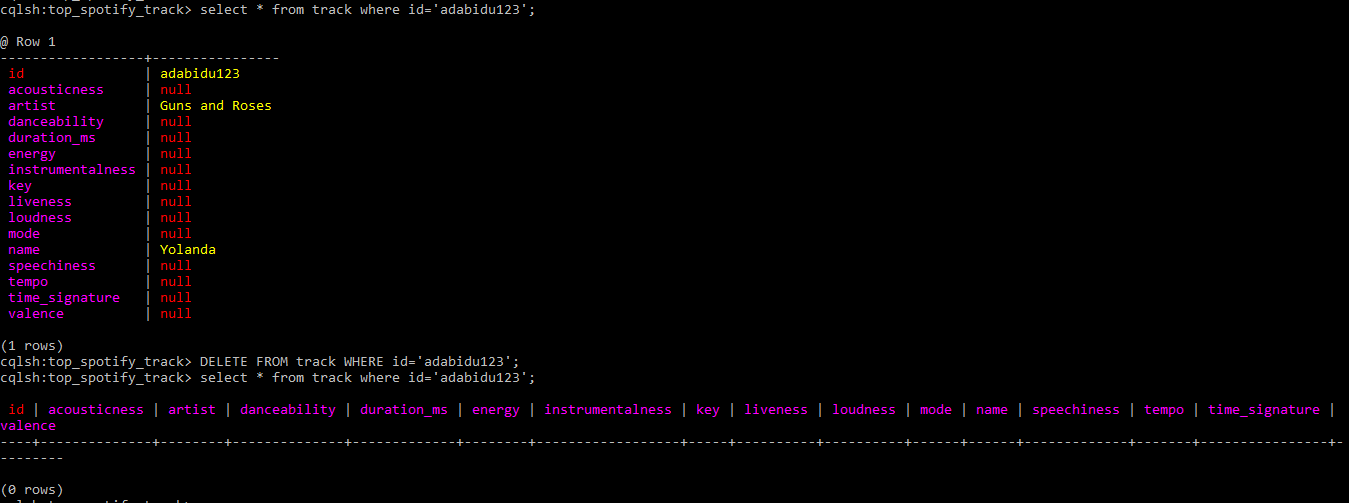 cqlsh:top_spotify_track> select * from track where id='adabidu123';
@ Row 1
------------------+----------------
id | adabidu123
acousticness | null
artist | Guns and Roses
danceability | null
duration_ms | null
energy | null
instrumentalness | null
key | null
liveness | null
loudness | null
mode | null
name | Yolanda
speechiness | null
tempo | null
time_signature | null
valence | null
(1 rows)
cqlsh:top_spotify_track> DELETE FROM track WHERE id='adabidu123';
cqlsh:top_spotify_track> select * from track where id='adabidu123';
id | acousticness | artist | danceability | duration_ms | energy | instrumentalness | key | liveness | loudness | mode | name | speechiness | tempo | time_signature |
valence
----+--------------+--------+--------------+-------------+--------+------------------+-----+----------+----------+------+------+-------------+-------+----------------+-
--------
(0 rows)